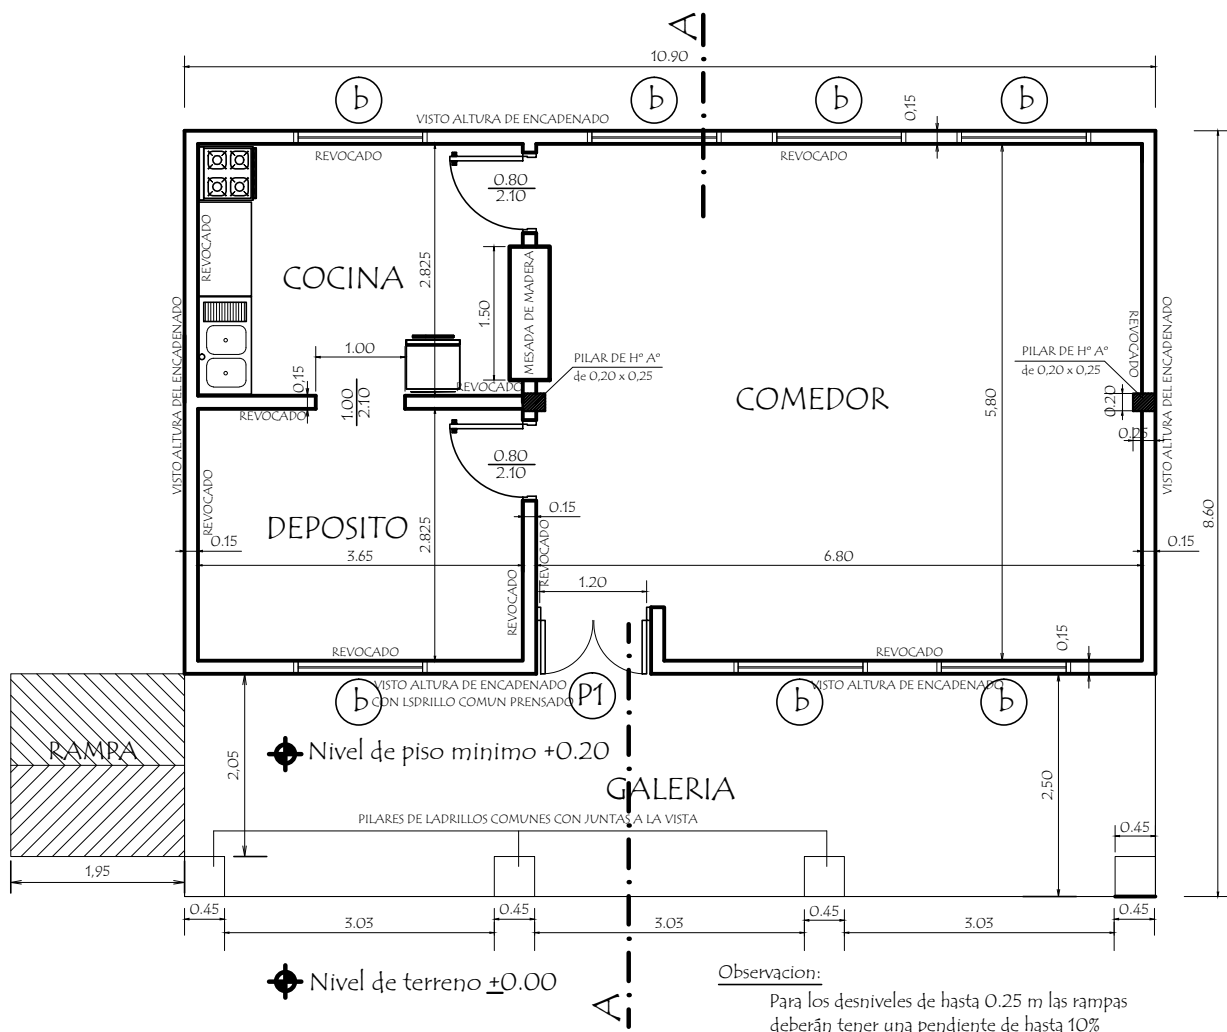 A
10.90
b
b
b
b
VISTO ALTURA DE ENCADENADO
0,15
REVOCADO
REVOCADO
0.80
2.10
REVOCADO
COCINA
2.825
MESADA DE MADERA
1.50
VISTO ALTURA DEL ENCADENADO
REVOCADO
VISTO ALTURA DEL ENCADENADO
1.00
PILAR DE Hº Aº
de 0,20 x 0,25
PILAR DE Hº Aº
de 0,20 x 0,25
0,15
REVOCADO
1.00
2.10
REVOCADO
COMEDOR
5,80
0.20
0.25
0.80
2.10
REVOCADO
DEPOSITO
2.825
0.15
REVOCADO
0.15
0.15
8.60
3.65
6.80
1.20
REVOCADO
REVOCADO
REVOCADO
0,15
VISTO ALTURA DE ENCADENADO
CON LSDRILLO COMUN PRENSADO
VISTO ALTURA DE ENCADENADO
b
P1
b
b
RAMPA
2,05
Nivel de piso minimo +0.20
GALERIA
2,50
PILARES DE LADRILLOS COMUNES CON JUNTAS A LA VISTA
0.45
1,95
0.45
0.45
0.45
0.45
3.03
3.03
3.03
Nivel de terreno ±0.00
A
Observacion:
Para los desniveles de hasta 0.25 m las rampas
deberán tener una pendiente de hasta 10%